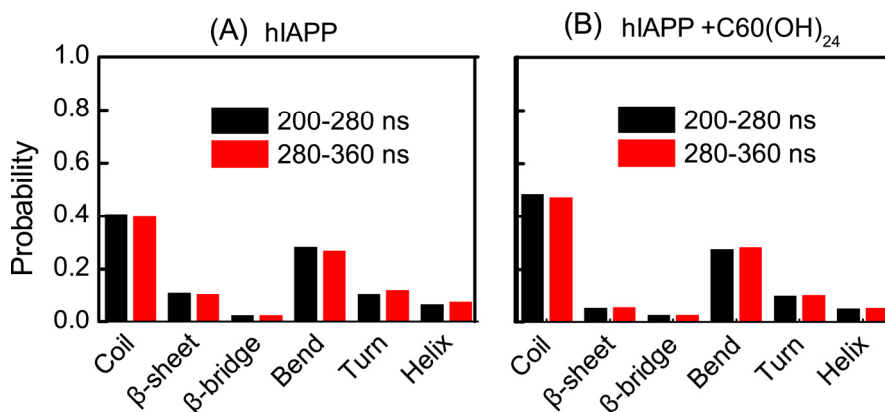 (A) hIAPP
(B) hIAPP +C60(OH)24
Probability
1.0
0.8
0.6
0.4
0.2
0.0
200-280 ns
280-360 ns
200-280 ns
280-360 ns
Coil
β-sheet
β-bridge
Bend
Turn
Helix
Coil
β-sheet
β-bridge
Bend
Turn
Helix